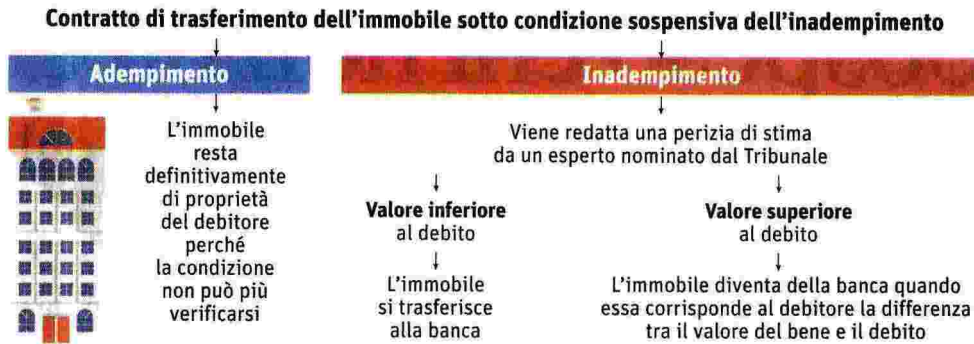 Contratto di trasferimento dell'immobile sotto condizione sospensiva dell'inadempimento
Adempimento
L'immobile
resta
definitivamente
di proprietà
del debitore
perché
la condizione
non può più
verificarsi
Inadempimento
Viene redatta una perizia di stima
da un esperto nominato dal Tribunale
Valore inferiore
al debito
L'immobile
si trasferisce
alla banca
Valore superiore
al debito
L'immobile diventa della banca quando
essa corrisponde al debitore la differenza
tra il valore del bene e il debito